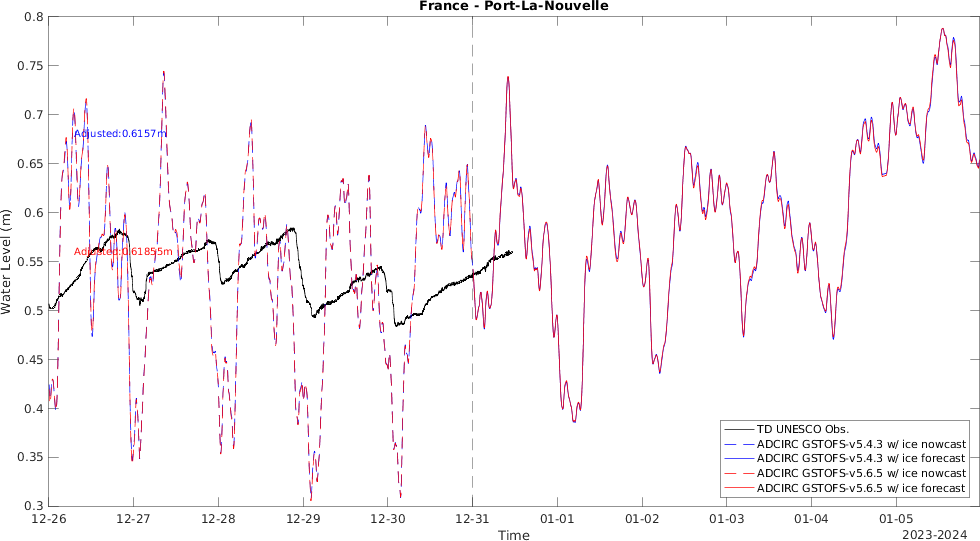 France - Port-La-Nouvelle
0.8
0.75
0.7
0.65
0.6
0.55
0.5
0.45
0.4
0.35
0.3
Water Level (m)
Adjusted:0.6157m
Adjusted:0.61855m
TD UNESCO Obs.
ADCIRC GSTOFS-v5.4.3 w/ ice nowcast
ADCIRC GSTOFS-v5.4.3 w/ ice forecast
ADCIRC GSTOFS-v5.6.5 w/ ice nowcast
ADCIRC GSTOFS-v5.6.5 w/ ice forecast
12-26 12-27 12-28 12-29 12-30 12-31 01-01 01-02 01-03 01-04 01-05
Time
2023-2024